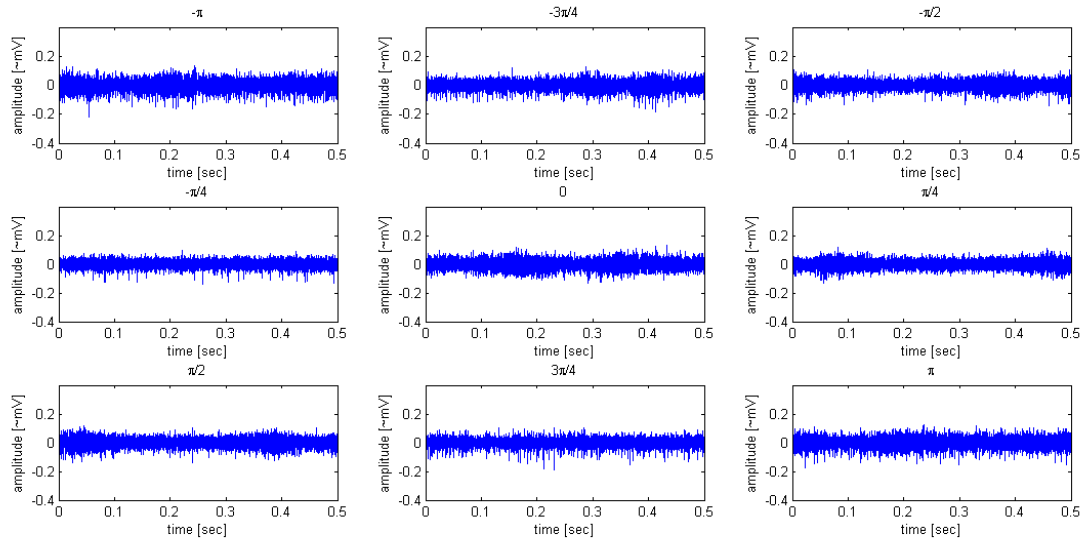 -π -3π/4 -π/2
amplitude [~mV] amplitude [~mV] amplitude [~mV]
0.2 0.2 0.2
0 0 0
-0.2 -0.2 -0.2
-0.4 -0.4 -0.4
0 0.1 0.2 0.3 0.4 0.5 0 0.1 0.2 0.3 0.4 0.5 0 0.1 0.2 0.3 0.4 0.5
time [sec] time [sec] time [sec]
-π/4 0 π/4
amplitude [~mV] amplitude [~mV] amplitude [~mV]
0.2 0.2 0.2
0 0 0
-0.2 -0.2 -0.2
-0.4 -0.4 -0.4
0 0.1 0.2 0.3 0.4 0.5 0 0.1 0.2 0.3 0.4 0.5 0 0.1 0.2 0.3 0.4 0.5
time [sec] time [sec] time [sec]
π/2 3π/4 π
amplitude [~mV] amplitude [~mV] amplitude [~mV]
0.2 0.2 0.2
0 0 0
-0.2 -0.2 -0.2
-0.4 -0.4 -0.4
0 0.1 0.2 0.3 0.4 0.5 0 0.1 0.2 0.3 0.4 0.5 0 0.1 0.2 0.3 0.4 0.5
time [sec] time [sec] time [sec]